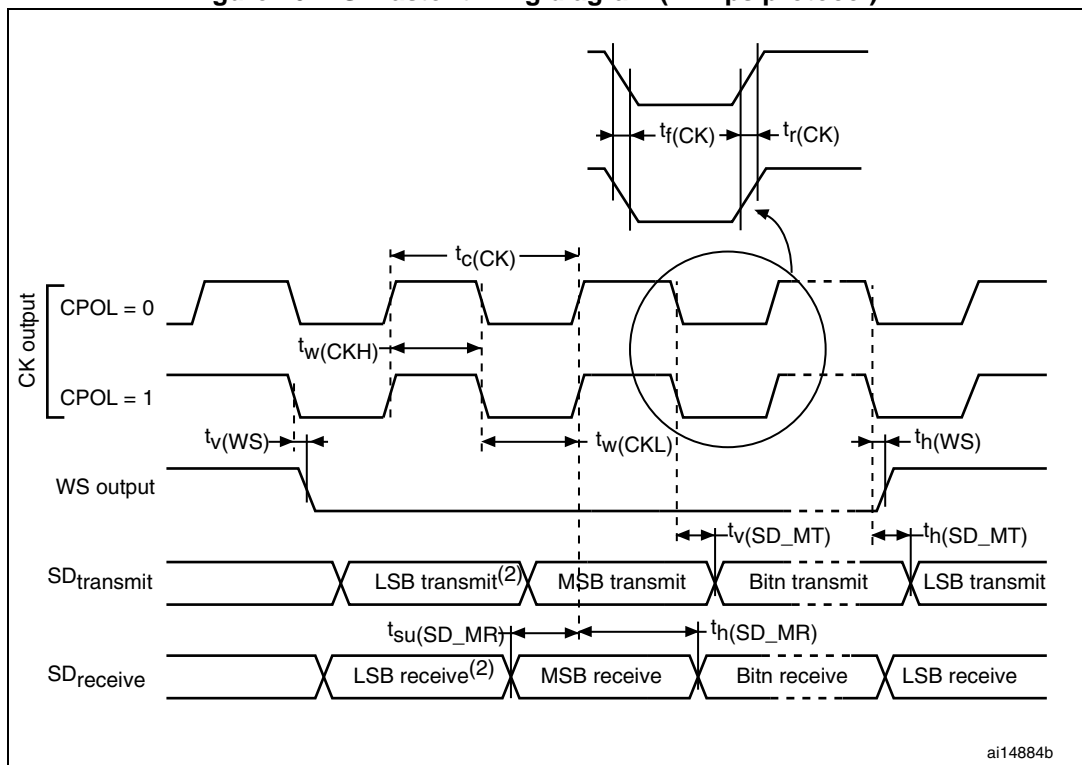 tf(CK)
tr(CK)
tc(CK)
CK output
CPOL = 0
tw(CKH)
CPOL = 1
tv(WS)
tw(CKL)
th(WS)
WS output
tv(SD_MT)
th(SD_MT)
SDtransmit
LSB transmit(2)
MSB transmit
Bitn transmit
LSB transmit
tsu(SD_MR)
th(SD_MR)
SDreceive
LSB receive(2)
MSB receive
Bitn receive
LSB receive
ai14884b